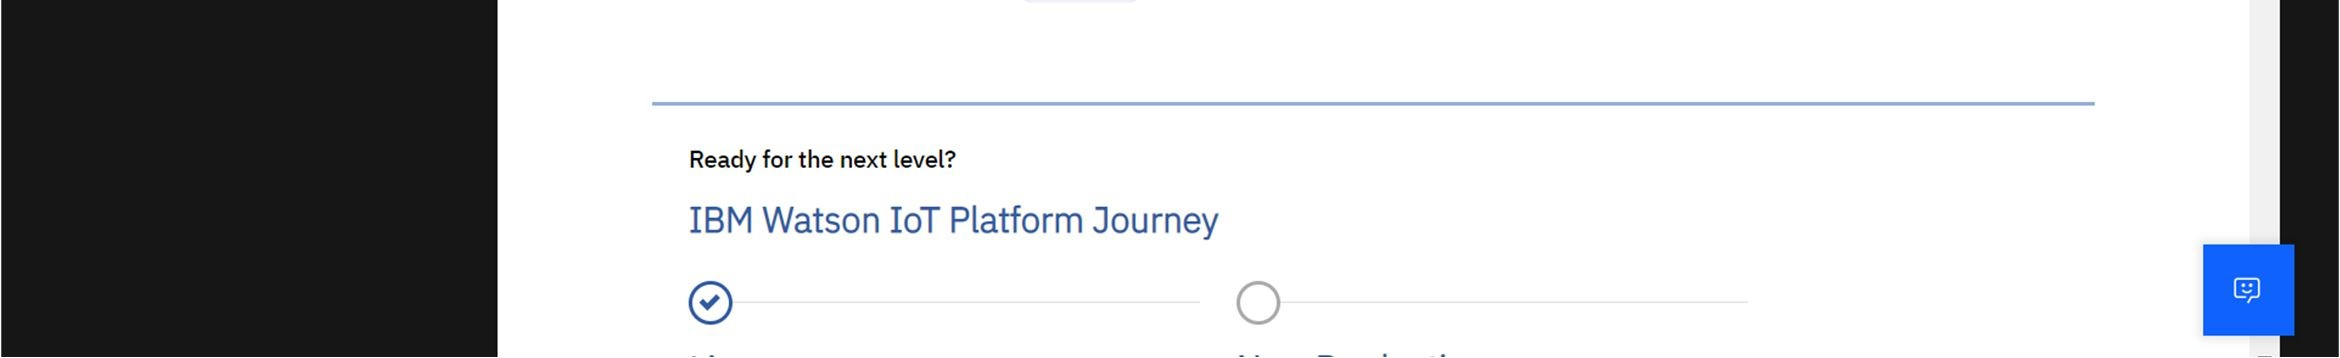 Ready for the next level?
IBM Watson IoT Platform Journey